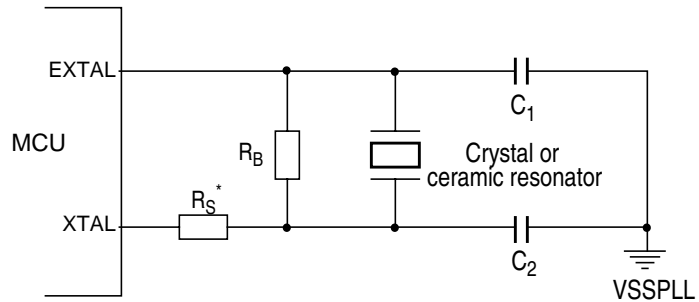 EXTAL
C1
MCU
RB
Crystal or
ceramic resonator
RS*
XTAL
C2
VSSPLL